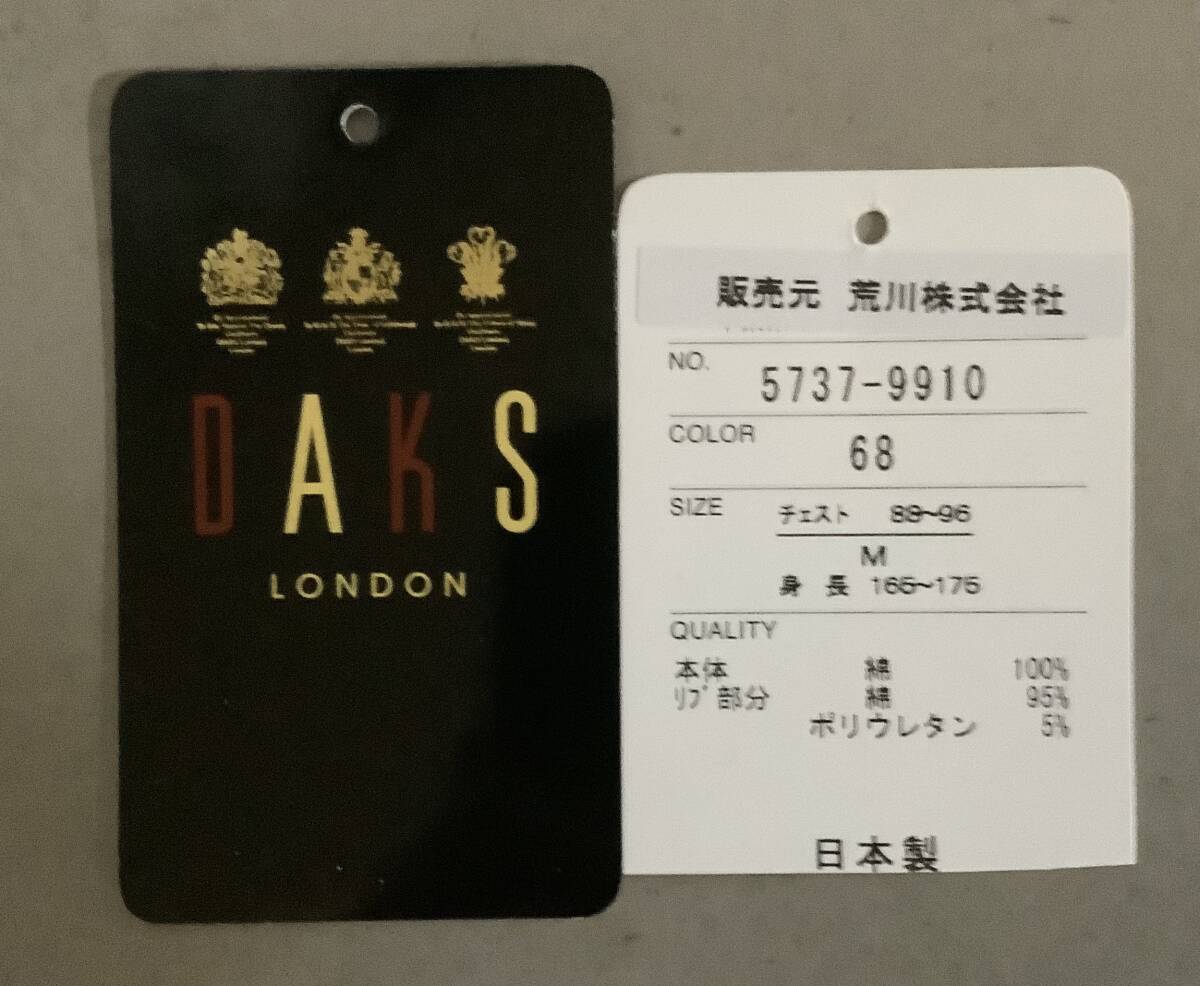 DAKS
LONDON
販売元 荒川株式会社
NO.
5737-9910
COLOR
68
SIZE
チェスト 88~96
M
身長 165~175
QUALITY
本体 綿 100%
ﾘﾌﾞ部分 綿 95%
ポリウレタン 5%
日本製